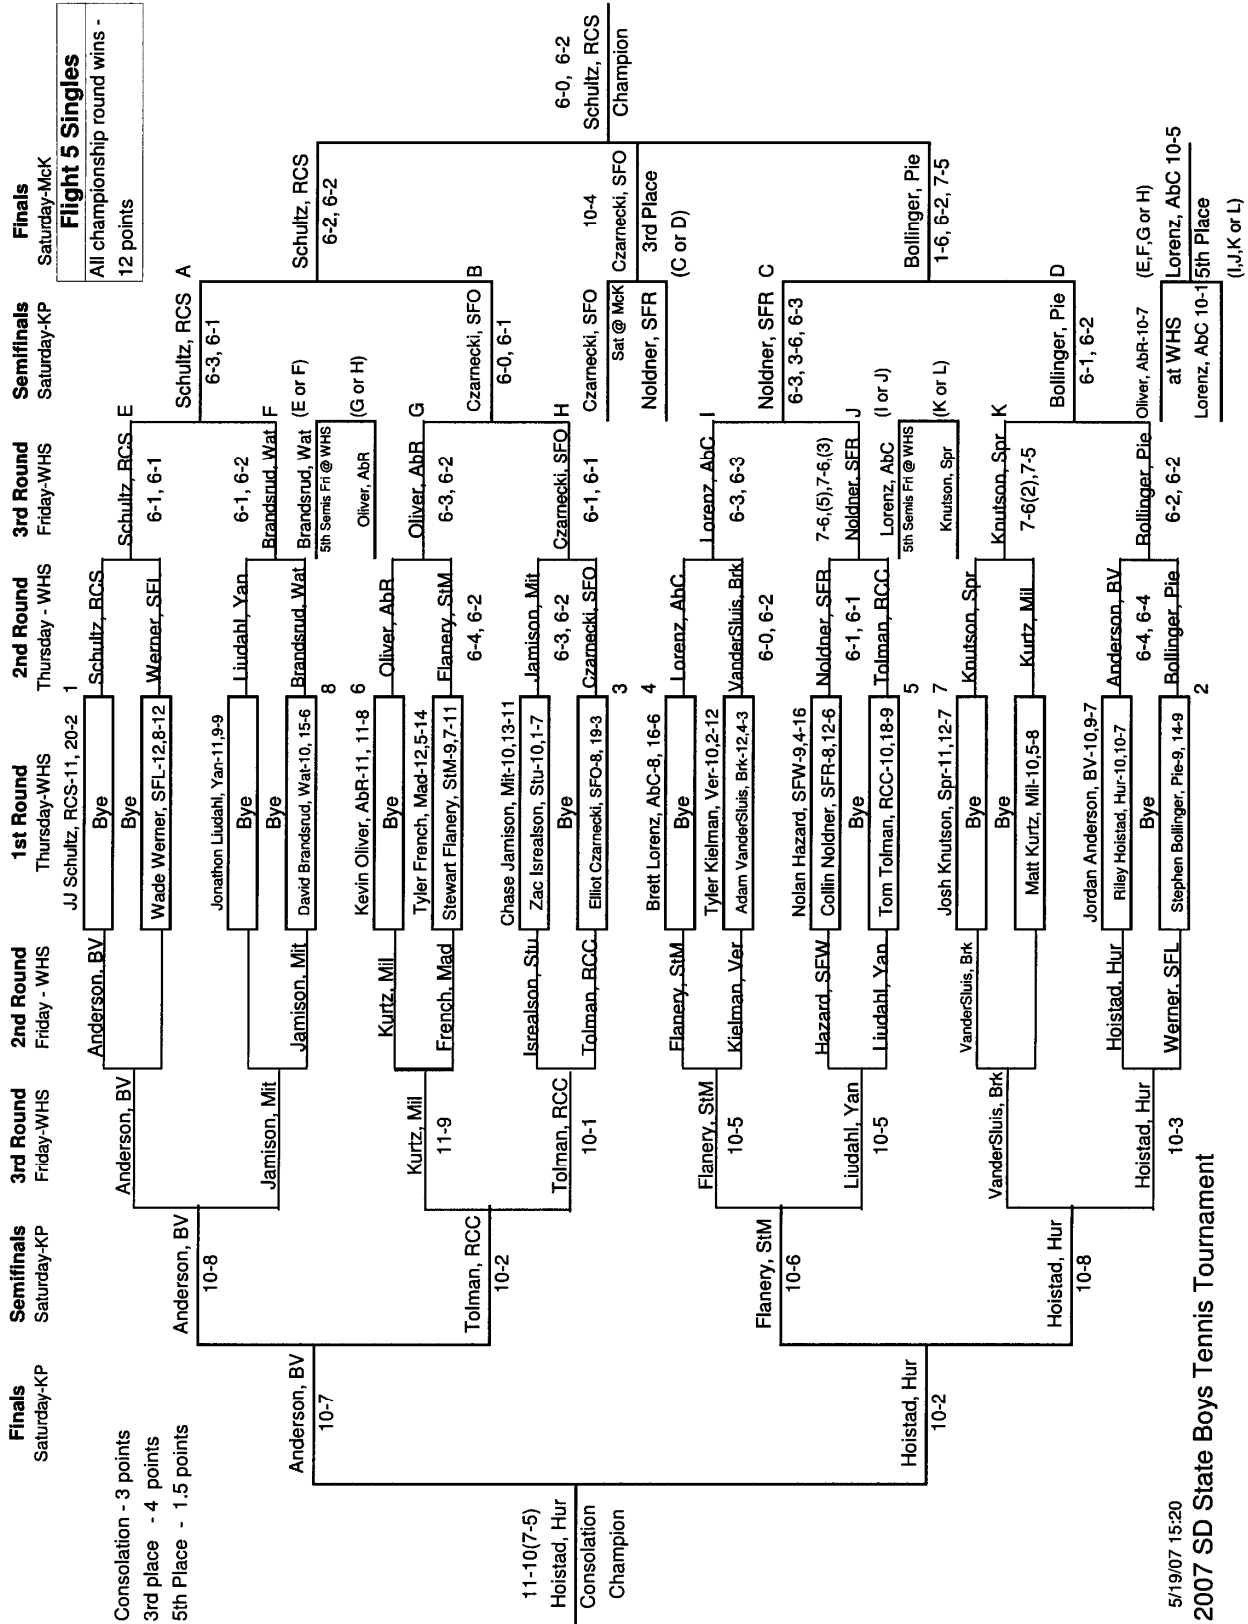 Finals
Saturday-KP
Semifinals
Saturday-KP
3rd Round
Friday-WHS
2nd Round
Friday - WHS
1st Round
Thursday-WHS
2nd Round
Thursday - WHS
3rd Round
Friday-WHS
Semifinals
Saturday-KP
Finals
Saturday-McK
Flight 5 Singles
All championship round wins -
12 points
Consolation - 3 points
3rd place - 4 points
5th Place - 1.5 points
JJ Schultz, RCS-11, 20-2
1
Bye
Bye
Wade Werner, SFL-12,8-12
Jonathon Liudahl, Yan-11,9-9
Bye
Bye
David Brandsrud, Wat-10, 15-6
8
Kevin Oliver, AbR-11, 11-8
6
Bye
Tyler French, Mad-12,5-14
Stewart Flanery, StM-9,7-11
Chase Jamison, Mit-10,13-11
Zac Isrealson, Stu-10,1-7
Bye
Elliot Czarnecki, SFO-8, 19-3
3
Brett Lorenz, AbC-8, 16-6
4
Bye
Tyler Kielman, Ver-10,2-12
Adam VanderSluis, Brk-12,4-3
Nolan Hazard, SFW-9,4-16
Collin Noldner, SFR-8,12-6
Bye
Tom Tolman, RCC-10,18-9
5
Josh Knutson, Spr-11,12-7
7
Bye
Bye
Matt Kurtz, Mil-10,5-8
Jordan Anderson, BV-10,9-7
Riley Hoistad, Hur-10,10-7
Bye
Stephen Bollinger, Pie-9, 14-9
2
Schultz, RCS
Werner, SFL
Liudahl, Yan
Brandsrud, Wat
Oliver, AbR
Flanery, StM
6-4, 6-2
Jamison, Mit
6-3, 6-2
Czarnecki, SFO
Lorenz, AbC
VanderSluis, Brk
6-0, 6-2
Noldner, SFR
6-1, 6-1
Tolman, RCC
Knutson, Spr
Kurtz, Mil
Anderson, BV
6-4, 6-4
Rollinger, Pie
Schultz, RCS
E
6-1, 6-1
6-1, 6-2
Brandsrud, Wat
F
Brandsrud, Wat
(E or F)
5th Semis Fri @ WHS
Oliver, AbR
(G or H)
Oliver, AbR
G
6-3, 6-2
Czarnecki, SFO
H
6-1, 6-1
Lorenz, AbC
I
6-3, 6-3
7-6,(5),7-6,(3)
Noldner, SFR
J
Lorenz, AbC
(I or J)
5th Semis Fri @ WHS
Knutson, Spr
(K or L)
Knutson, Spr
K
7-6(2),7-5
Rollinger, Pie
6-2, 6-2
Schultz, RCS
A
6-3, 6-1
Czarnecki, SFO
B
6-0, 6-1
Czarnecki, SFO
Sat @ McK
Noldner, SFR
Noldner, SFR
C
6-3, 3-6, 6-3
Bollinger, Pie
D
6-1, 6-2
Oliver, AbR-10-7
at WHS
Lorenz, AbC 10-1
Schultz, RCS
6-2, 6-2
10-4
Czarnecki, SFO
3rd Place
(C or D)
Bollinger, Pie
1-6, 6-2, 7-5
(E,F,G or H)
Lorenz, AbC 10-5
5th Place
(I,J,K or L)
6-0, 6-2
Schultz, RCS
Champion
Anderson, BV
Jamison, Mit
Kurtz, Mil
French, Mad
Isrealson, Stu
Tolman, RCC
Flanery, StM
Kielman, Ver
Hazard, SFW
Liudahl, Yan
VanderSluis, Brk
Hoistad, Hur
Werner, SFL
Anderson, BV
Jamison, Mit
Kurtz, Mil
11-9
Tolman, RCC
10-1
Flanery, StM
10-5
Liudahl, Yan
10-5
VanderSluis, Brk
Hoistad, Hur
10-3
Anderson, BV
10-8
Tolman, RCC
10-2
Flanery, StM
10-6
Hoistad, Hur
10-8
Anderson, BV
10-7
Hoistad, Hur
10-2
11-10(7-5)
Hoistad, Hur
Consolation
Champion
5/19/07 15:20
2007 SD State Boys Tennis Tournament